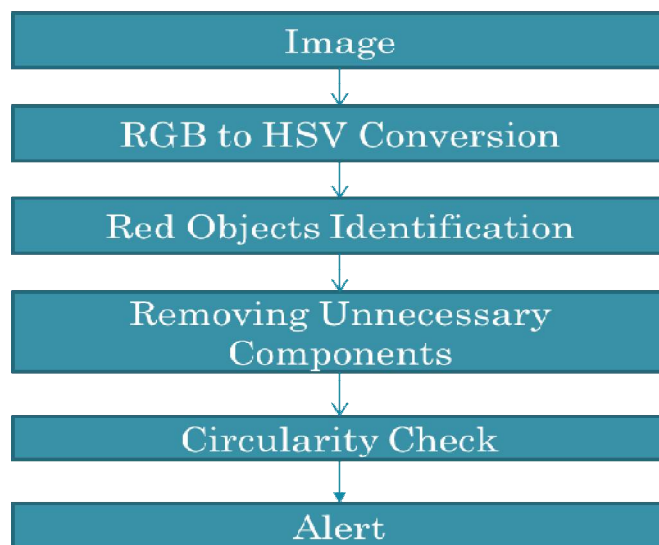 Image
RGB to HSV Conversion
Red Objects Identification
Removing Unnecessary
Components
Circularity Check
Alert